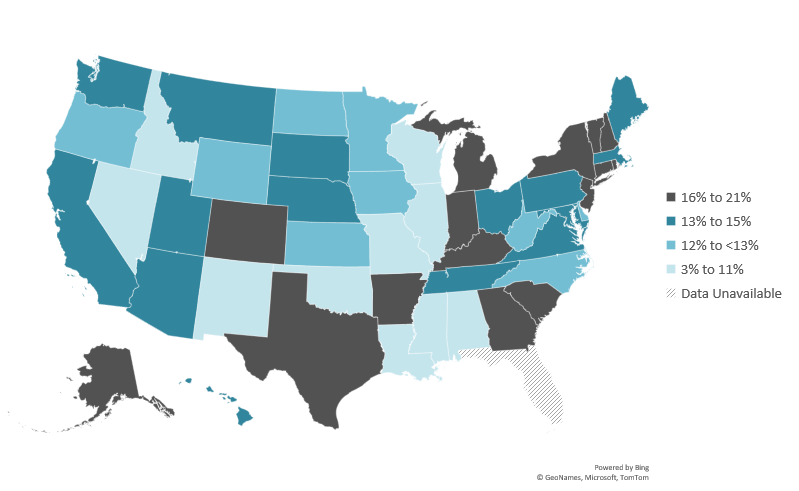 16% to 21%
13% to 15%
12% to <13%
3% to 11%
Data Unavailable
Powered by Bing
© GeoNames, Microsoft, TomTom